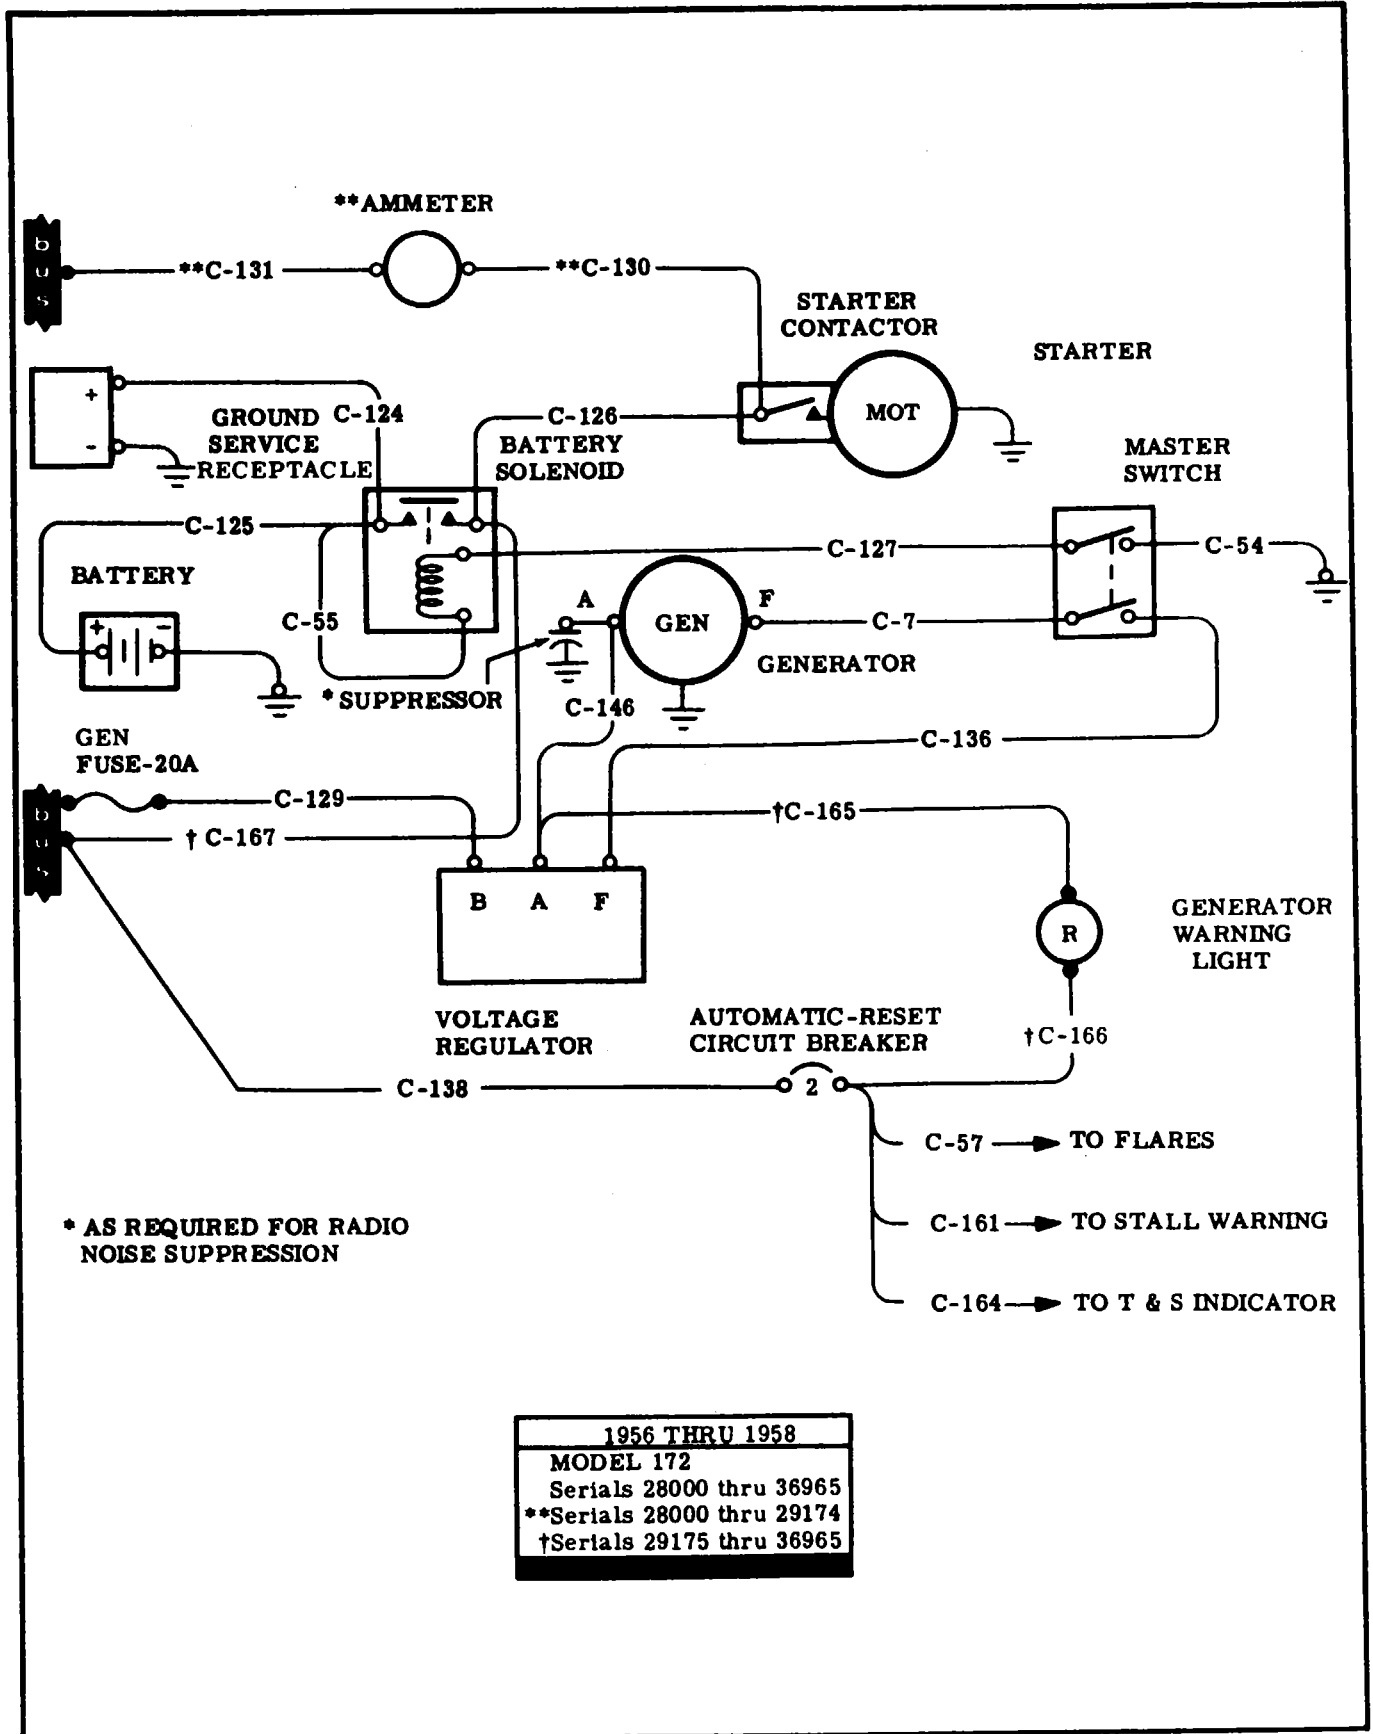 **AMMETER
bus
**C-131
**C-130
STARTER
CONTACTOR
STARTER
+
-
GROUND
SERVICE
RECEPTACLE
C-124
C-126
BATTERY
SOLENOID
MOT
MASTER
SWITCH
C-125
C-127
C-54
BATTERY
+ -
C-55
A
GEN
F
C-7
GENERATOR
*SUPPRESSOR
C-146
GEN
FUSE-20A
C-136
bus
C-129
† C-167
†C-165
B A F
R
GENERATOR
WARNING
LIGHT
VOLTAGE
REGULATOR
AUTOMATIC-RESET
CIRCUIT BREAKER
†C-166
C-138
2
C-57 TO FLARES
C-161 TO STALL WARNING
C-164 TO T & S INDICATOR
* AS REQUIRED FOR RADIO
NOISE SUPPRESSION
1956 THRU 1958
MODEL 172
Serials 28000 thru 36965
**Serials 28000 thru 29174
†Serials 29175 thru 36965